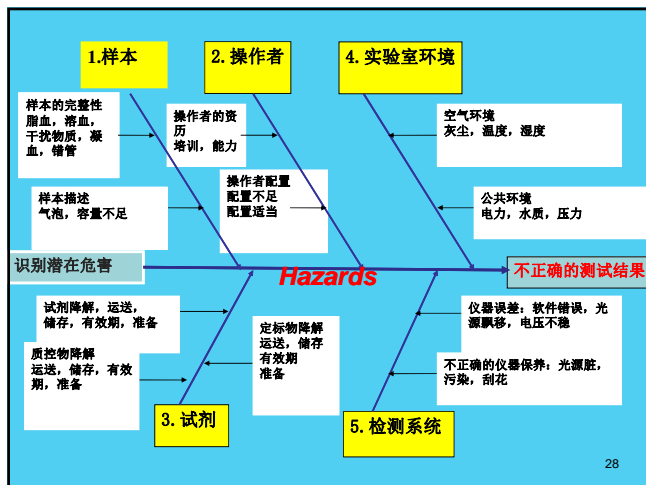 1.样本
2. 操作者
4. 实验室环境
样本的完整性
脂血，溶血，
干扰物质，凝
血，错管
操作者的资
历
培训，能力
空气环境
灰尘，温度，湿度
样本描述
气泡，容量不足
操作者配置
配置不足
配置适当
公共环境
电力，水质，压力
识别潜在危害
Hazards
不正确的测试结果
试剂降解，运送，
储存，有效期，准备
定标物降解
运送，储存
有效期
准备
仪器误差：软件错误，光
源飘移，电压不稳
质控物降解
运送，储存，有效
期，准备
不正确的仪器保养：光源脏，
污染，刮花
3. 试剂
5. 检测系统
28